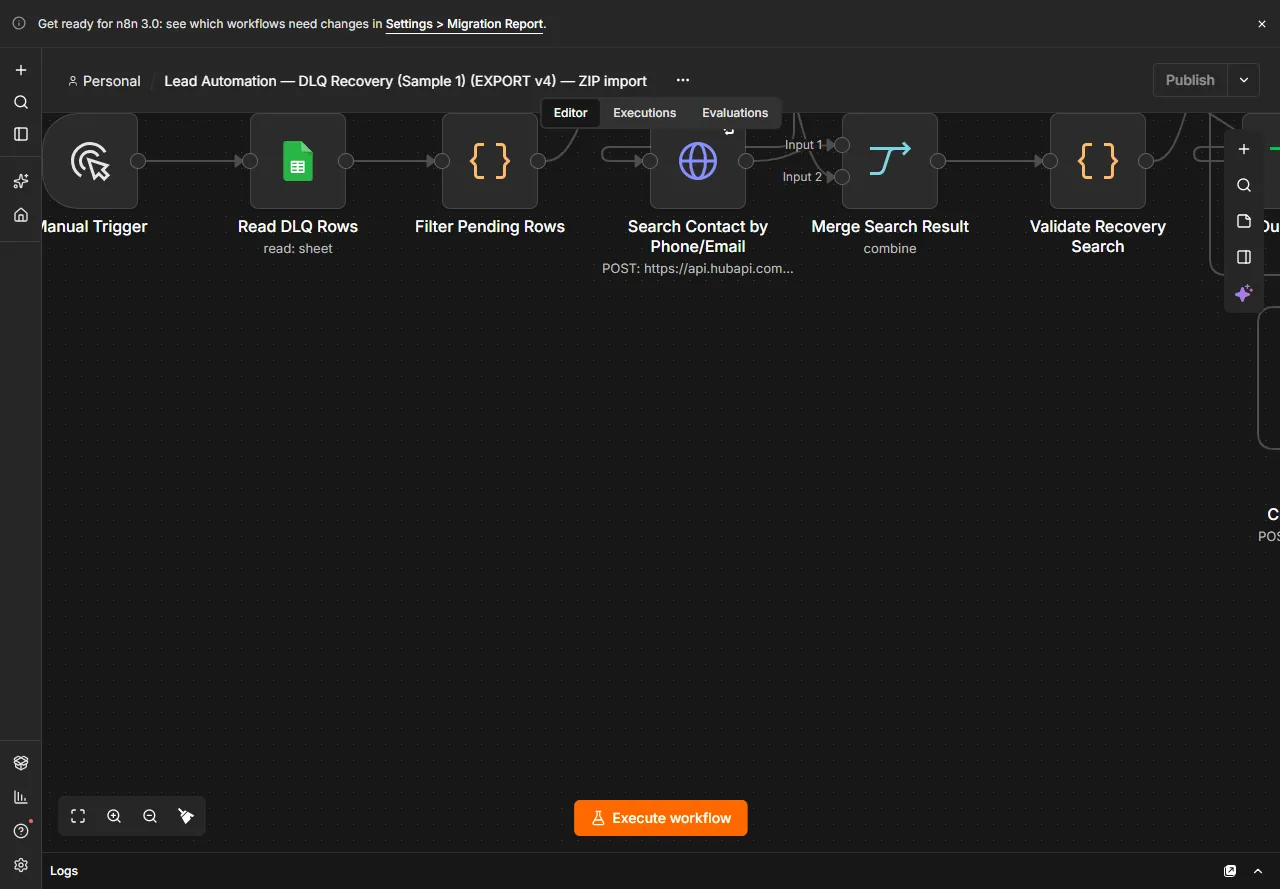 Get ready for n8n 3.0: see which workflows need changes in Settings > Migration Report.
Personal / Lead Automation — DLQ Recovery (Sample 1) (EXPORT v4) — ZIP import
Publish
Editor Executions Evaluations
Input 1
Input 2
Manual Trigger
Read DLQ Rows
read: sheet
Filter Pending Rows
Search Contact by
Phone/Email
POST: https://api.hubapi.com...
Merge Search Result
combine
Validate Recovery
Search
Execute workflow
Logs